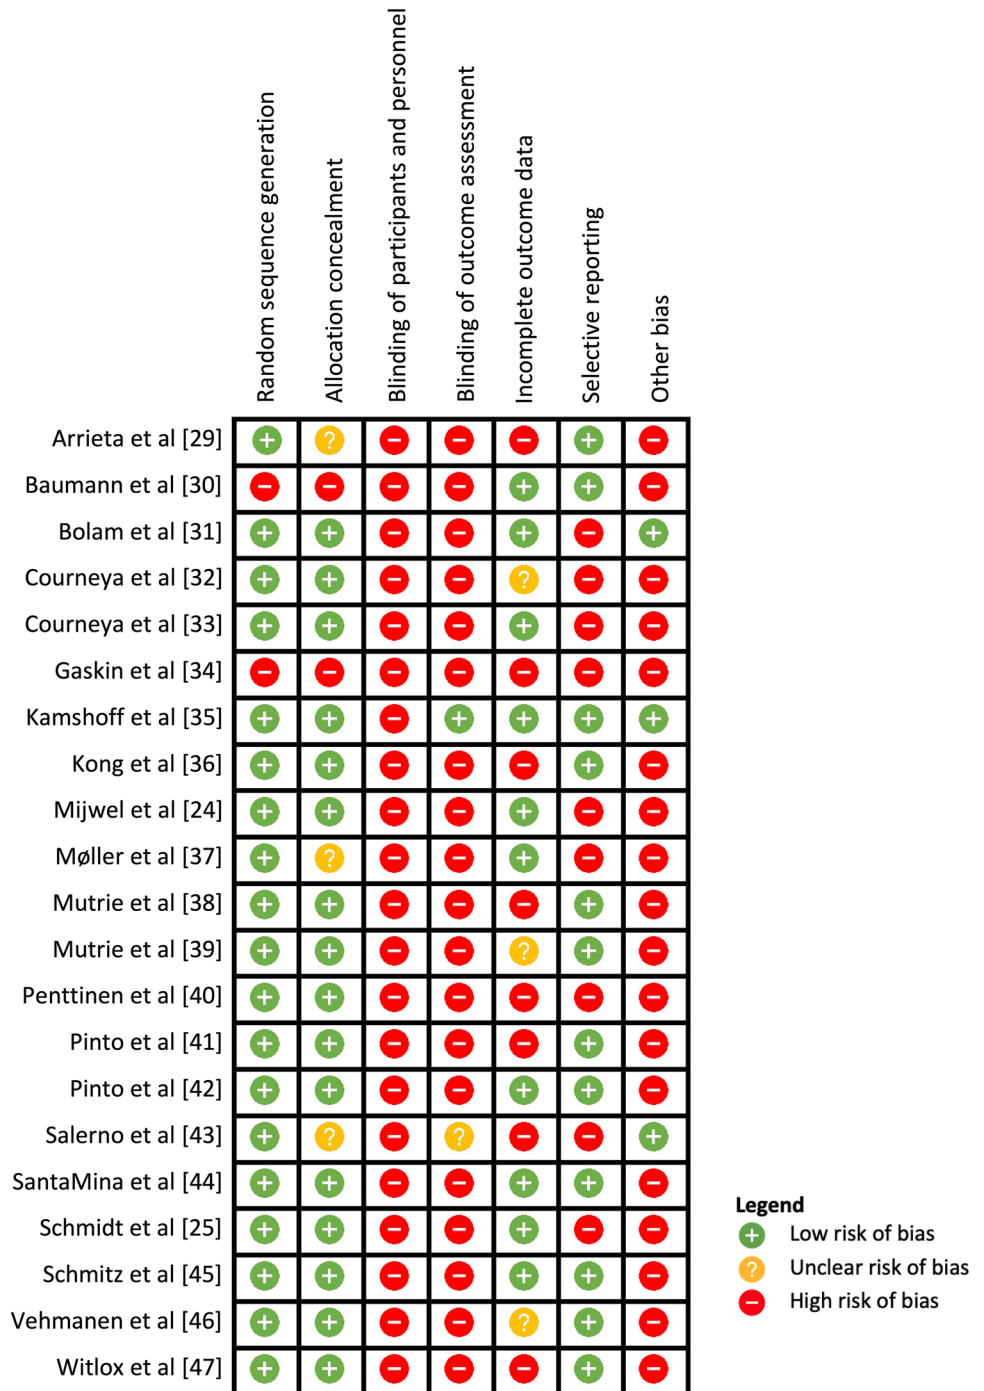 Random sequence generation
Allocation concealment
Blinding of participants and personnel
Blinding of outcome assessment
Incomplete outcome data
Selective reporting
Other bias
Arrieta et al [29] + ? − − − + −
Baumann et al [30] − − − − + + −
Bolam et al [31] + + − − + − +
Courneya et al [32] + + − − ? − −
Courneya et al [33] + + − − + − −
Gaskin et al [34] − − − − − − −
Kamshoff et al [35] + + − + + + +
Kong et al [36] + + − − − + −
Mijwel et al [24] + + − − + − −
Møller et al [37] + ? − − + − −
Mutrie et al [38] + + − − − + −
Mutrie et al [39] + + − − ? + −
Penttinen et al [40] + + − − − − −
Pinto et al [41] + + − − − + −
Pinto et al [42] + + − − + + −
Salerno et al [43] + ? − ? − − +
SantaMina et al [44] + + − − + + −
Schmidt et al [25] + + − − + − −
Schmitz et al [45] + + − − + + −
Vehmanen et al [46] + + − − ? + −
Witlox et al [47] + + − − − + −
Legend
+ Low risk of bias
? Unclear risk of bias
− High risk of bias